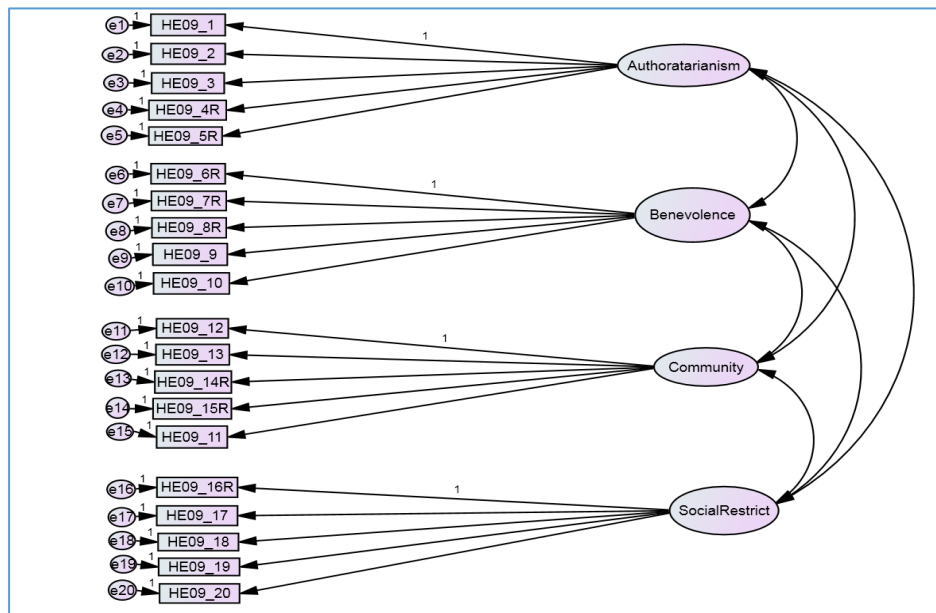 e1 1 HE09_1
e2 1 HE09_2
e3 1 HE09_3
e4 1 HE09_4R
e5 1 HE09_5R
1
Authoratarianism
e6 1 HE09_6R
e7 1 HE09_7R
e8 1 HE09_8R
e9 1 HE09_9
e10 1 HE09_10
1
Benevolence
e11 1 HE09_12
e12 1 HE09_13
e13 1 HE09_14R
e14 1 HE09_15R
e15 1 HE09_11
1
Community
e16 1 HE09_16R
e17 1 HE09_17
e18 1 HE09_18
e19 1 HE09_19
e20 1 HE09_20
1
SocialRestrict